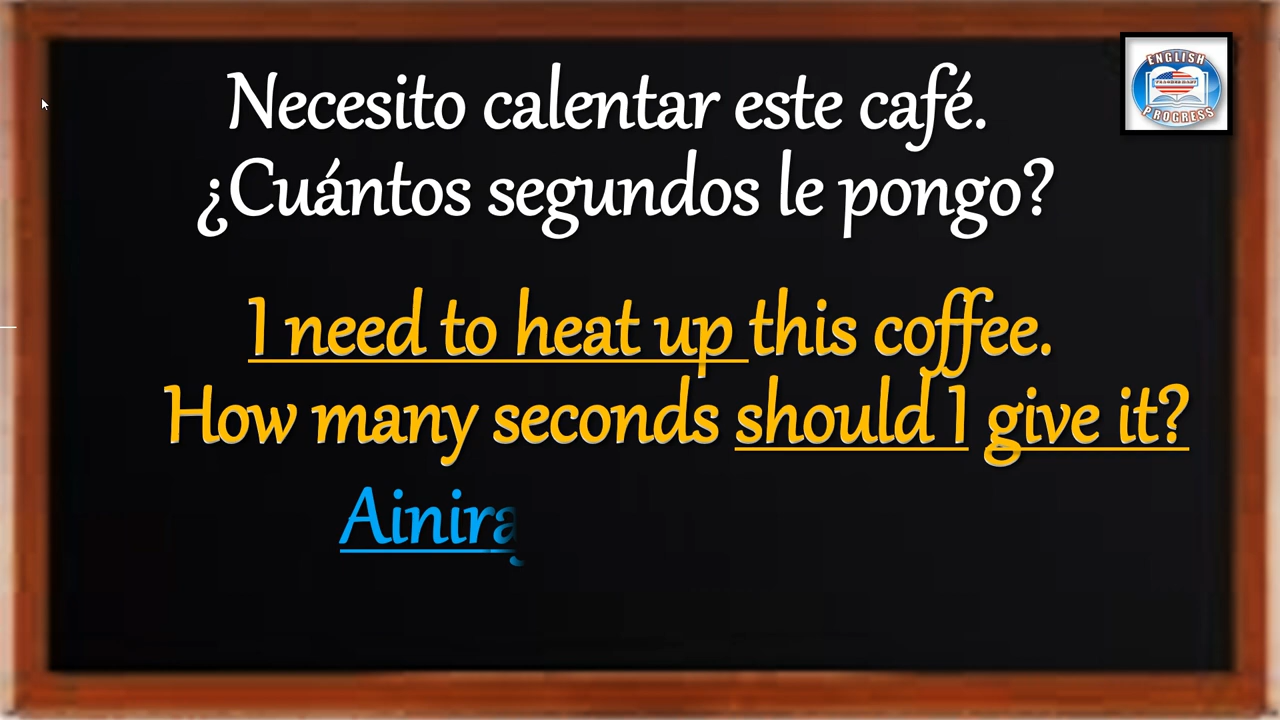 Necesito calentar este café.
¿Cuántos segundos le pongo?
I need to heat up this coffee.
How many seconds should I give it?
ENGLISH
PROGRESS